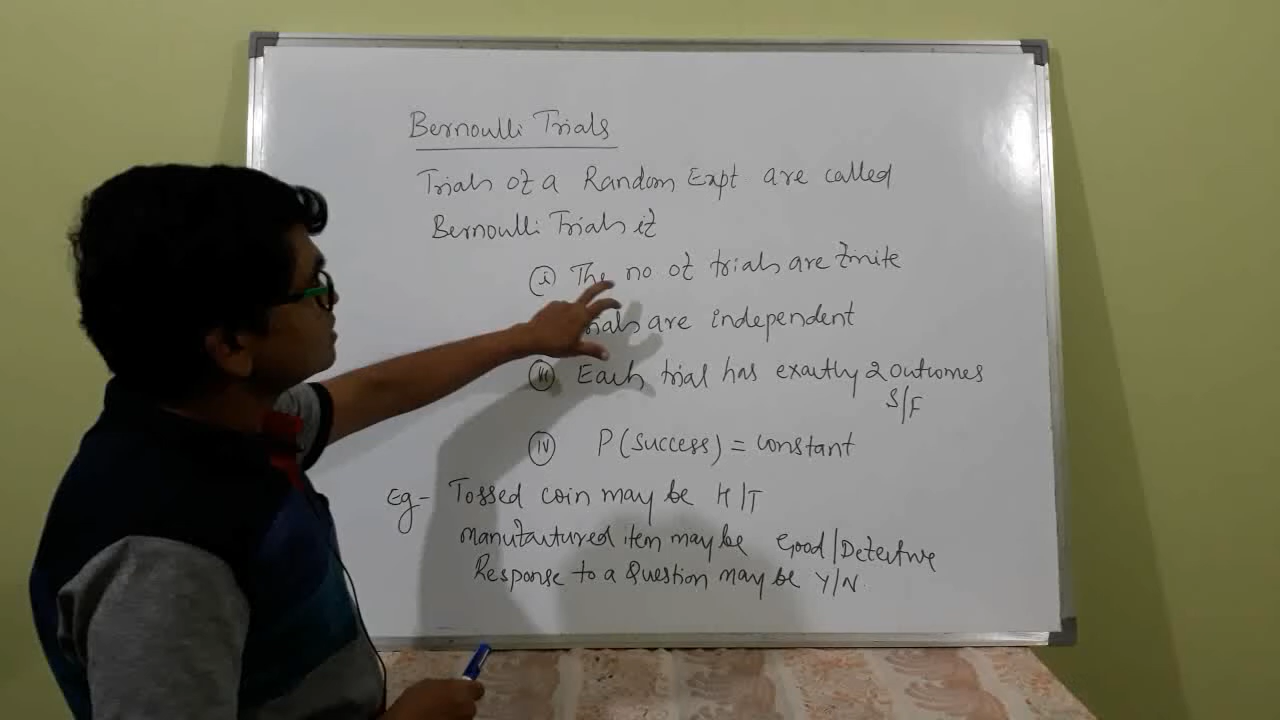 Bernoulli Trials
Trials of a Random Expt are called
Bernoulli Trials if
(i) The no of trials are finite
are independent
(iii) Each trial has exactly 2 outcomes
S/F
(iv) P(success) = constant
Eg- Tossed coin may be H/T
manufactured item may be Good/Defective
Response to a Question may be Y/N.